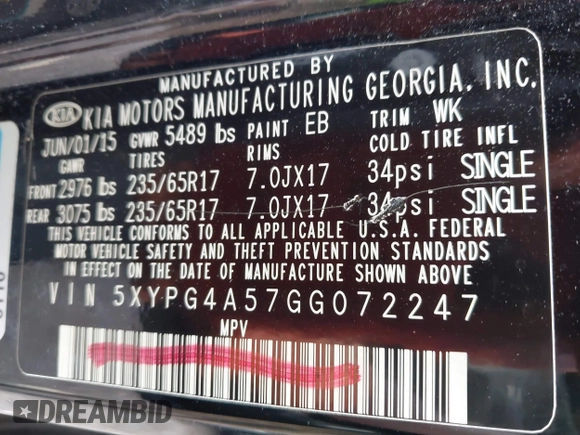 MANUFACTURED BY
KIA KIA MOTORS MANUFACTURING GEORGIA, INC.
JUN/01/15 GVWR 5489 lbs PAINT EB TRIM WK
GAWR TIRES RIMS COLD TIRE INFL
FRONT 2976 lbs 235/65R17 7.0JX17 34psi SINGLE
REAR 3075 lbs 235/65R17 7.0JX17 34psi SINGLE
THIS VEHICLE CONFORMS TO ALL APPLICABLE U.S.A. FEDERAL
MOTOR VEHICLE SAFETY AND THEFT PREVENTION STANDARDS
IN EFFECT ON THE DATE OF MANUFACTURE SHOWN ABOVE
VIN 5XYPG4A57GG072247
MPV
DREAMBID